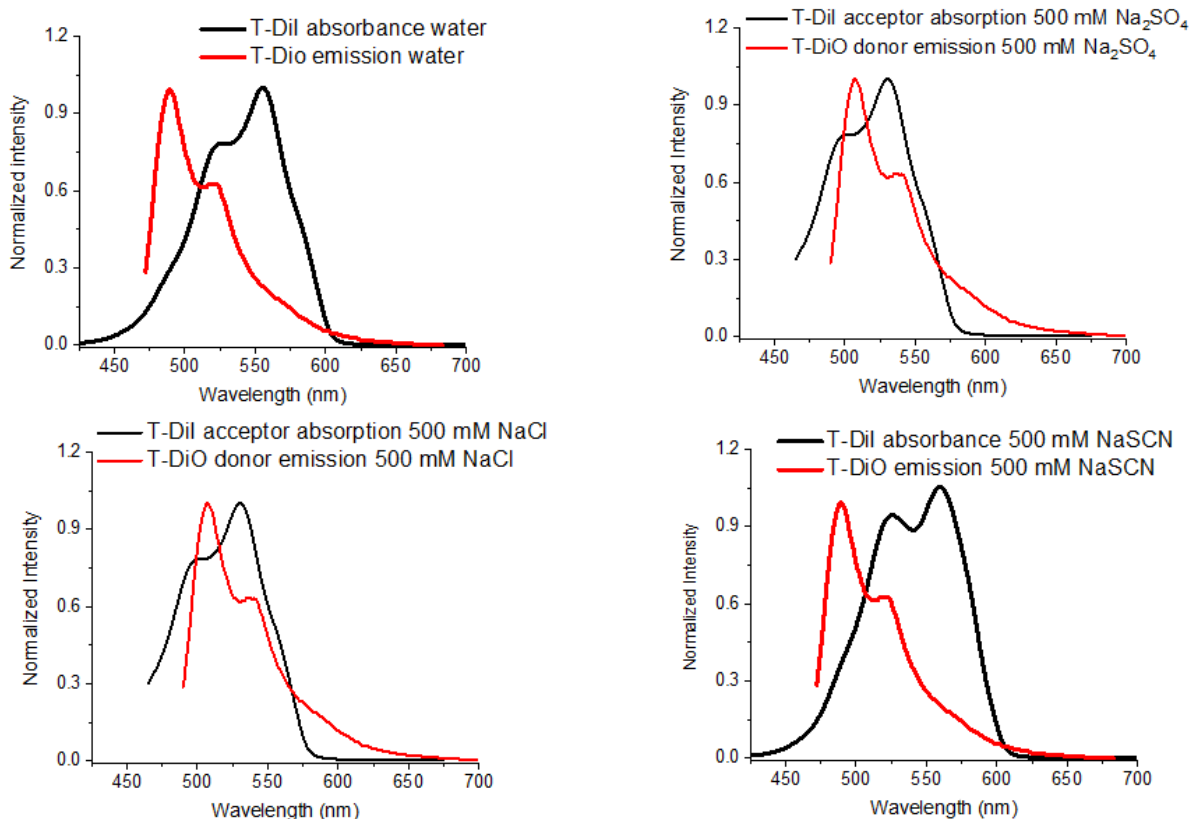 T-DiI absorbance water
T-Dio emission water
1.2
0.9
0.6
0.3
0.0
Normalized Intensity
450 500 550 600 650 700
Wavelength (nm)
T-DiI acceptor absorption 500 mM Na₂SO₄
T-DiO donor emission 500 mM Na₂SO₄
1.2
0.9
0.6
0.3
0.0
Normalized Intensity
450 500 550 600 650 700
Wavelength (nm)
T-DiI acceptor absorption 500 mM NaCl
T-DiO donor emission 500 mM NaCl
1.2
0.9
0.6
0.3
0.0
Normalized Intensity
450 500 550 600 650 700
Wavelength (nm)
T-DiI absorbance 500 mM NaSCN
T-DiO emission 500 mM NaSCN
1.2
0.9
0.6
0.3
0.0
Normalized Intensity
450 500 550 600 650 700
Wavelength (nm)